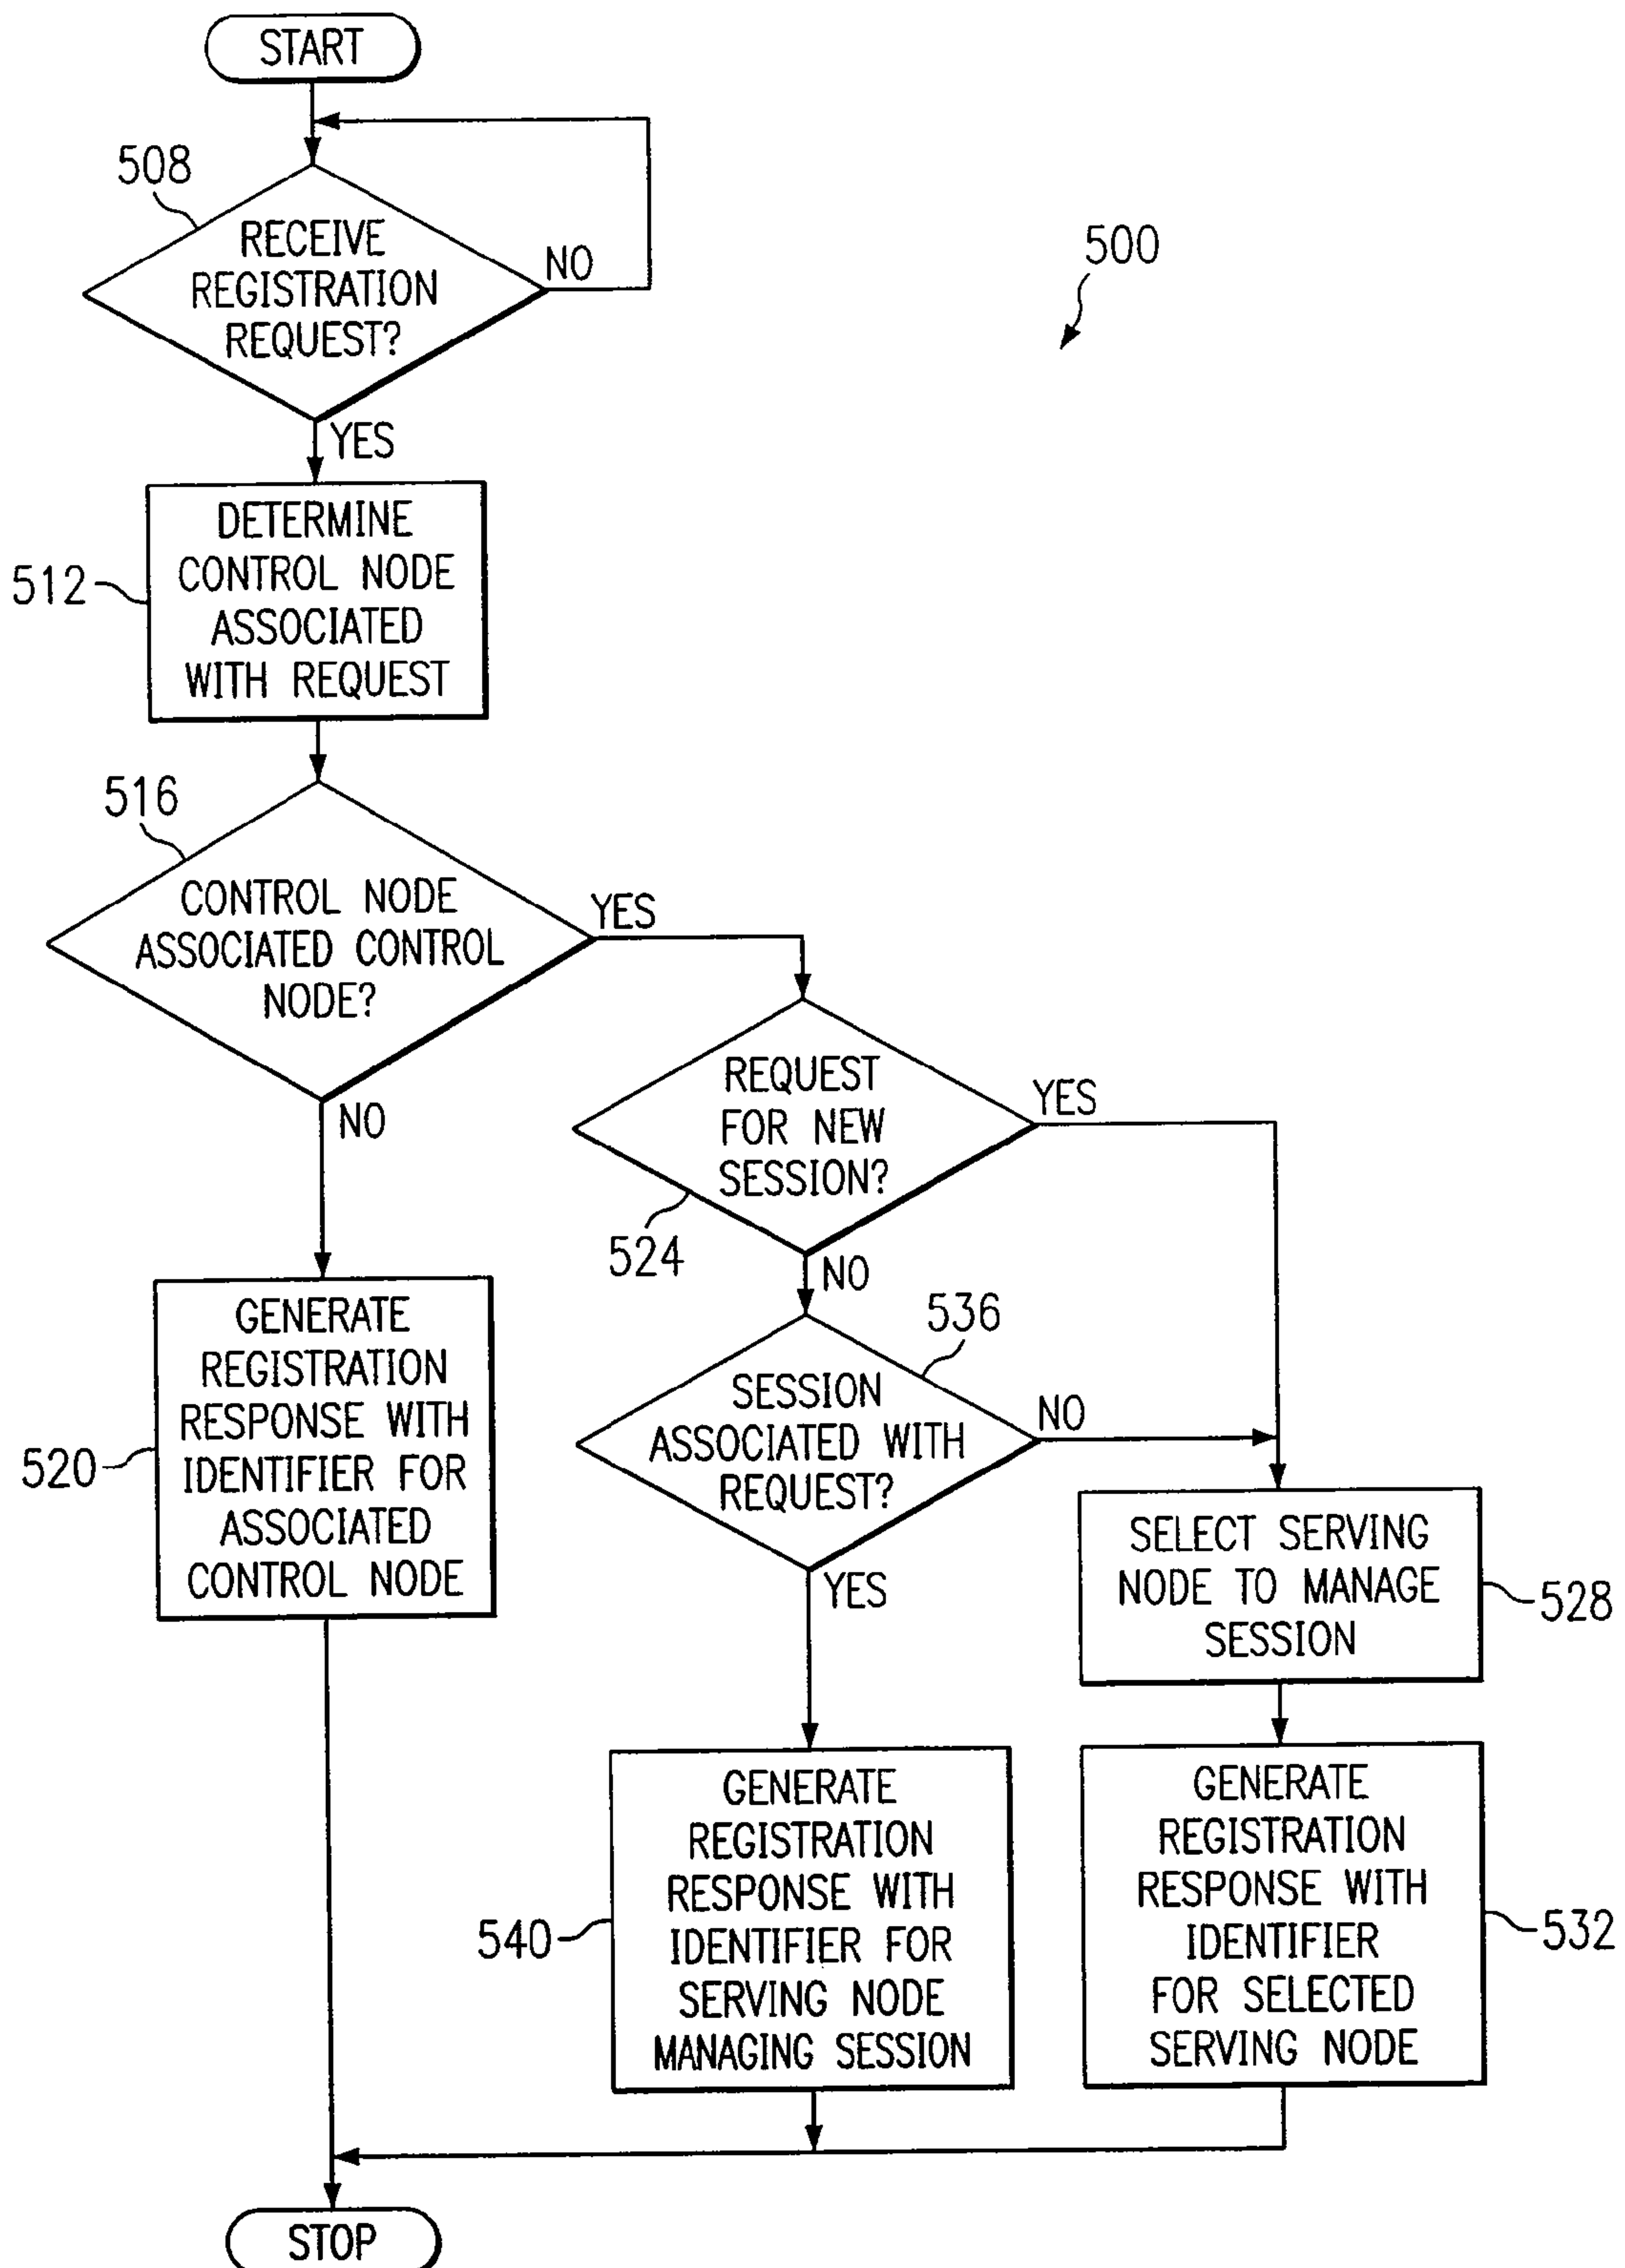 START
508
RECEIVE
REGISTRATION
REQUEST?
NO
500
YES
512
DETERMINE
CONTROL NODE
ASSOCIATED
WITH REQUEST
516
CONTROL NODE
ASSOCIATED CONTROL
NODE?
YES
NO
REQUEST
FOR NEW
SESSION?
YES
524
NO
536
SESSION
ASSOCIATED WITH
REQUEST?
NO
YES
520
GENERATE
REGISTRATION
RESPONSE WITH
IDENTIFIER FOR
ASSOCIATED
CONTROL NODE
SELECT SERVING
NODE TO MANAGE
SESSION
528
540
GENERATE
REGISTRATION
RESPONSE WITH
IDENTIFIER FOR
SERVING NODE
MANAGING SESSION
GENERATE
REGISTRATION
RESPONSE WITH
IDENTIFIER
FOR SELECTED
SERVING NODE
532
STOP